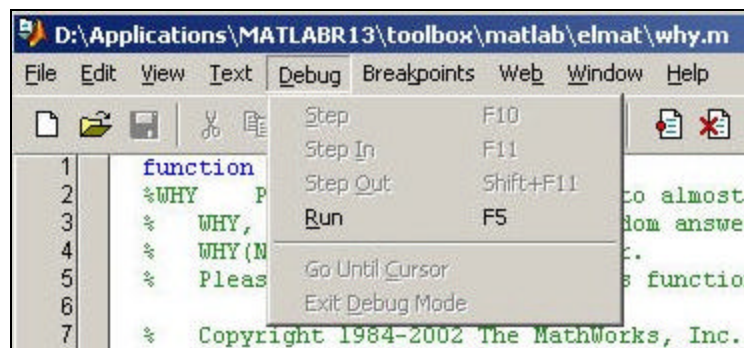 D:\Applications\MATLABR13\toolbox\matlab\elmat\why.m
File Edit View Text Debug Breakpoints Web Window Help
Step F10
Step In F11
Step Out Shift+F11
Run F5
Go Until Cursor
Exit Debug Mode
1 function
2 %WHY P to almost
3 % WHY, dom answe
4 % WHY(N r.
5 % Pleas s functio
6
7 % Copyright 1984-2002 The MathWorks, Inc.